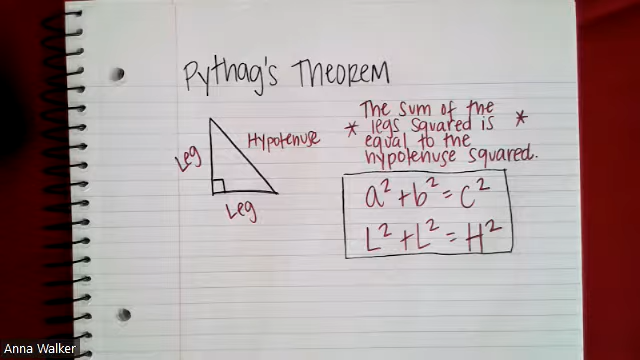 Pythag's Theorem
The sum of the
* legs squared is *
equal to the
hypotenuse squared.
Leg
Hypotenuse
Leg
a² + b² = c²
L² + L² = H²
Anna Walker